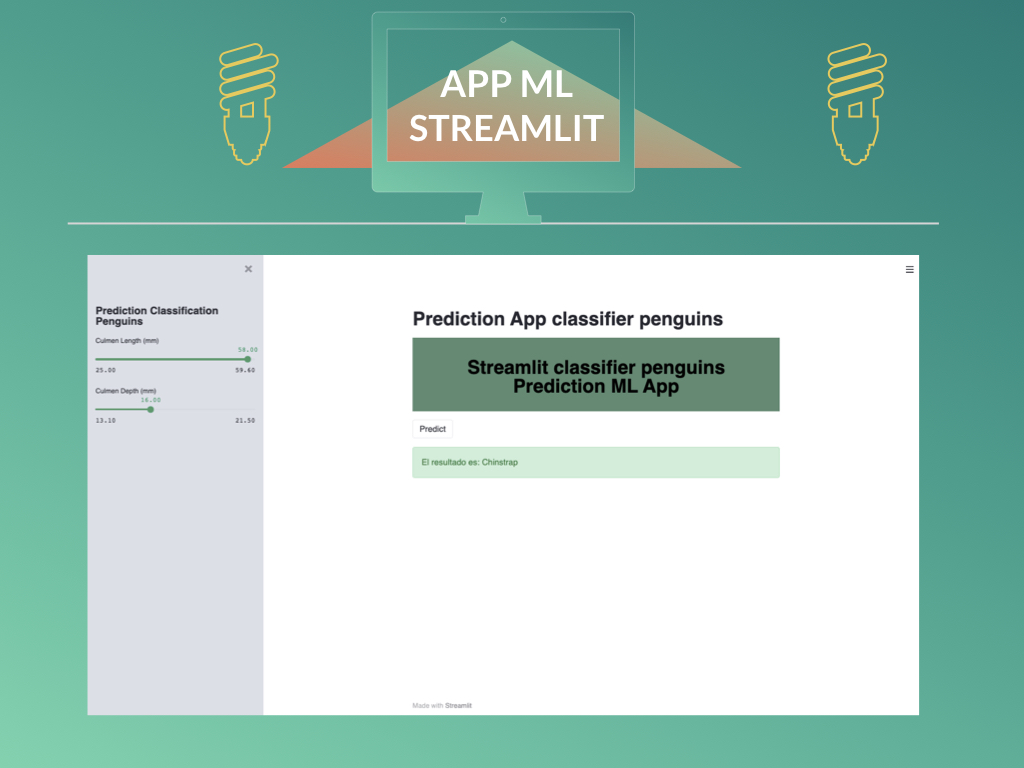 APP ML
STREAMLIT
Prediction Classification
Penguins
Culmen Length (mm)
58.00
25.00 59.60
Culmen Depth (mm)
16.00
13.10 21.50
Prediction App classifier penguins
Streamlit classifier penguins
Prediction ML App
Predict
El resultado es: Chinstrap
Made with Streamlit